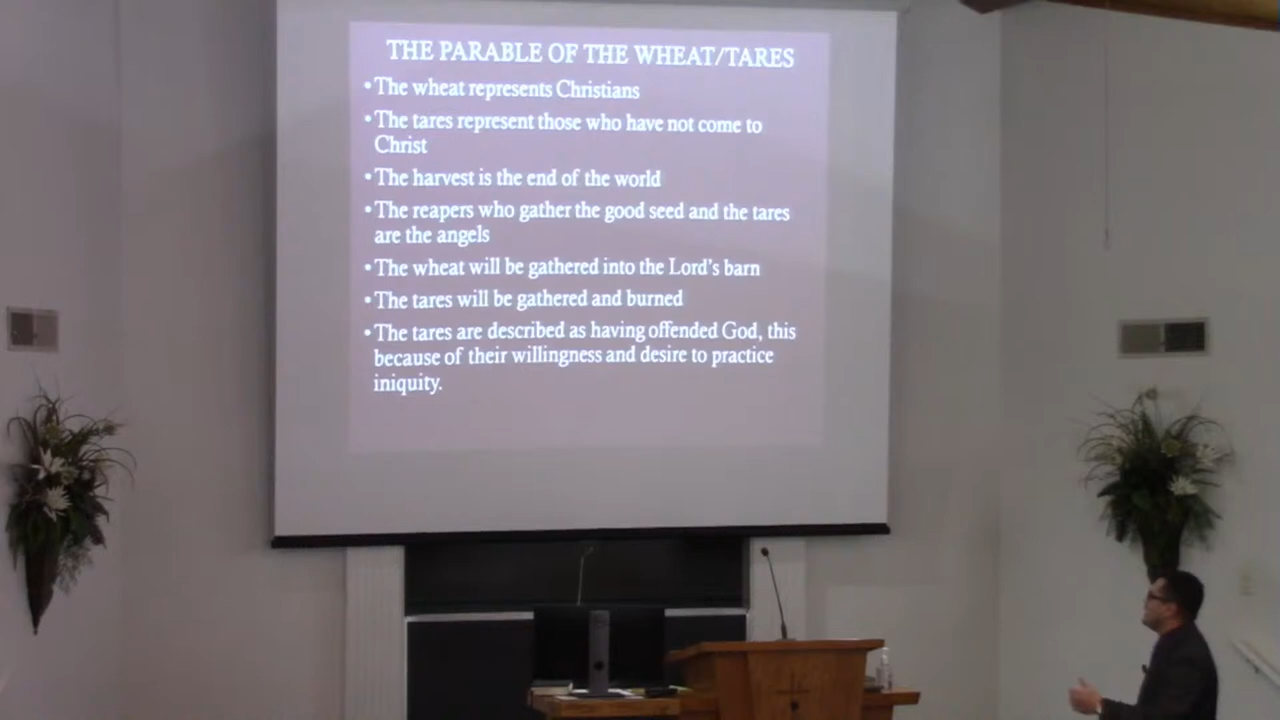 THE PARABLE OF THE WHEAT/TARES
•The wheat represents Christians
•The tares represent those who have not come to
Christ
•The harvest is the end of the world
•The reapers who gather the good seed and the tares
are the angels
•The wheat will be gathered into the Lord's barn
•The tares will be gathered and burned
•The tares are described as having offended God, this
because of their willingness and desire to practice
iniquity.